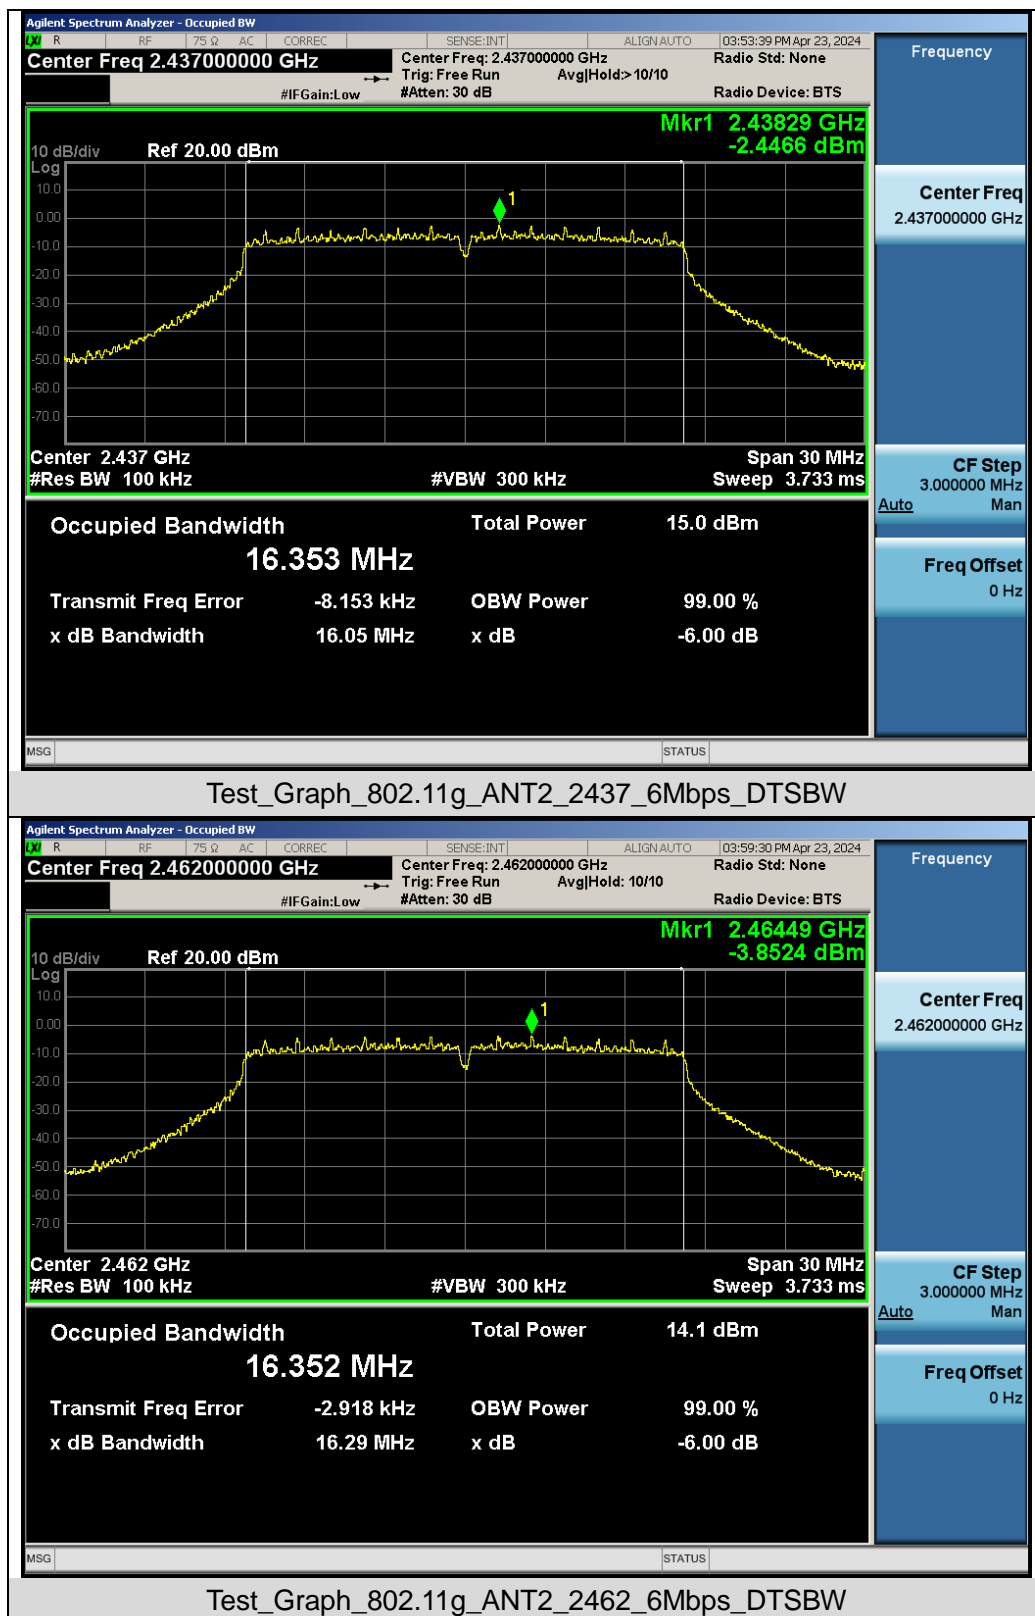 Agilent Spectrum Analyzer - Occupied BW
LXI R RF 75 Ω AC CORREC SENSE:INT ALIGN AUTO 03:53:39 PM Apr 23, 2024
Center Freq 2.437000000 GHz
Center Freq: 2.437000000 GHz
Radio Std: None
Trig: Free Run Avg|Hold:>10/10
#IFGain:Low
#Atten: 30 dB
Radio Device: BTS
Frequency
Mkr1 2.43829 GHz
-2.4466 dBm
10 dB/div Ref 20.00 dBm
Log
10.0
0.00
-10.0
-20.0
-30.0
-40.0
-50.0
-60.0
-70.0
1
Center Freq
2.437000000 GHz
Center 2.437 GHz
Span 30 MHz
#Res BW 100 kHz
#VBW 300 kHz
Sweep 3.733 ms
CF Step
3.000000 MHz
Auto Man
Freq Offset
0 Hz
Occupied Bandwidth
Total Power 15.0 dBm
16.353 MHz
Transmit Freq Error -8.153 kHz OBW Power 99.00 %
x dB Bandwidth 16.05 MHz x dB -6.00 dB
MSG STATUS
Test_Graph_802.11g_ANT2_2437_6Mbps_DTSBW
Agilent Spectrum Analyzer - Occupied BW
LXI R RF 75 Ω AC CORREC SENSE:INT ALIGN AUTO 03:59:30 PM Apr 23, 2024
Center Freq 2.462000000 GHz
Center Freq: 2.462000000 GHz
Radio Std: None
Trig: Free Run Avg|Hold: 10/10
#IFGain:Low
#Atten: 30 dB
Radio Device: BTS
Frequency
Mkr1 2.46449 GHz
-3.8524 dBm
10 dB/div Ref 20.00 dBm
Log
10.0
0.00
-10.0
-20.0
-30.0
-40.0
-50.0
-60.0
-70.0
1
Center Freq
2.462000000 GHz
Center 2.462 GHz
Span 30 MHz
#Res BW 100 kHz
#VBW 300 kHz
Sweep 3.733 ms
CF Step
3.000000 MHz
Auto Man
Freq Offset
0 Hz
Occupied Bandwidth
Total Power 14.1 dBm
16.352 MHz
Transmit Freq Error -2.918 kHz OBW Power 99.00 %
x dB Bandwidth 16.29 MHz x dB -6.00 dB
MSG STATUS
Test_Graph_802.11g_ANT2_2462_6Mbps_DTSBW